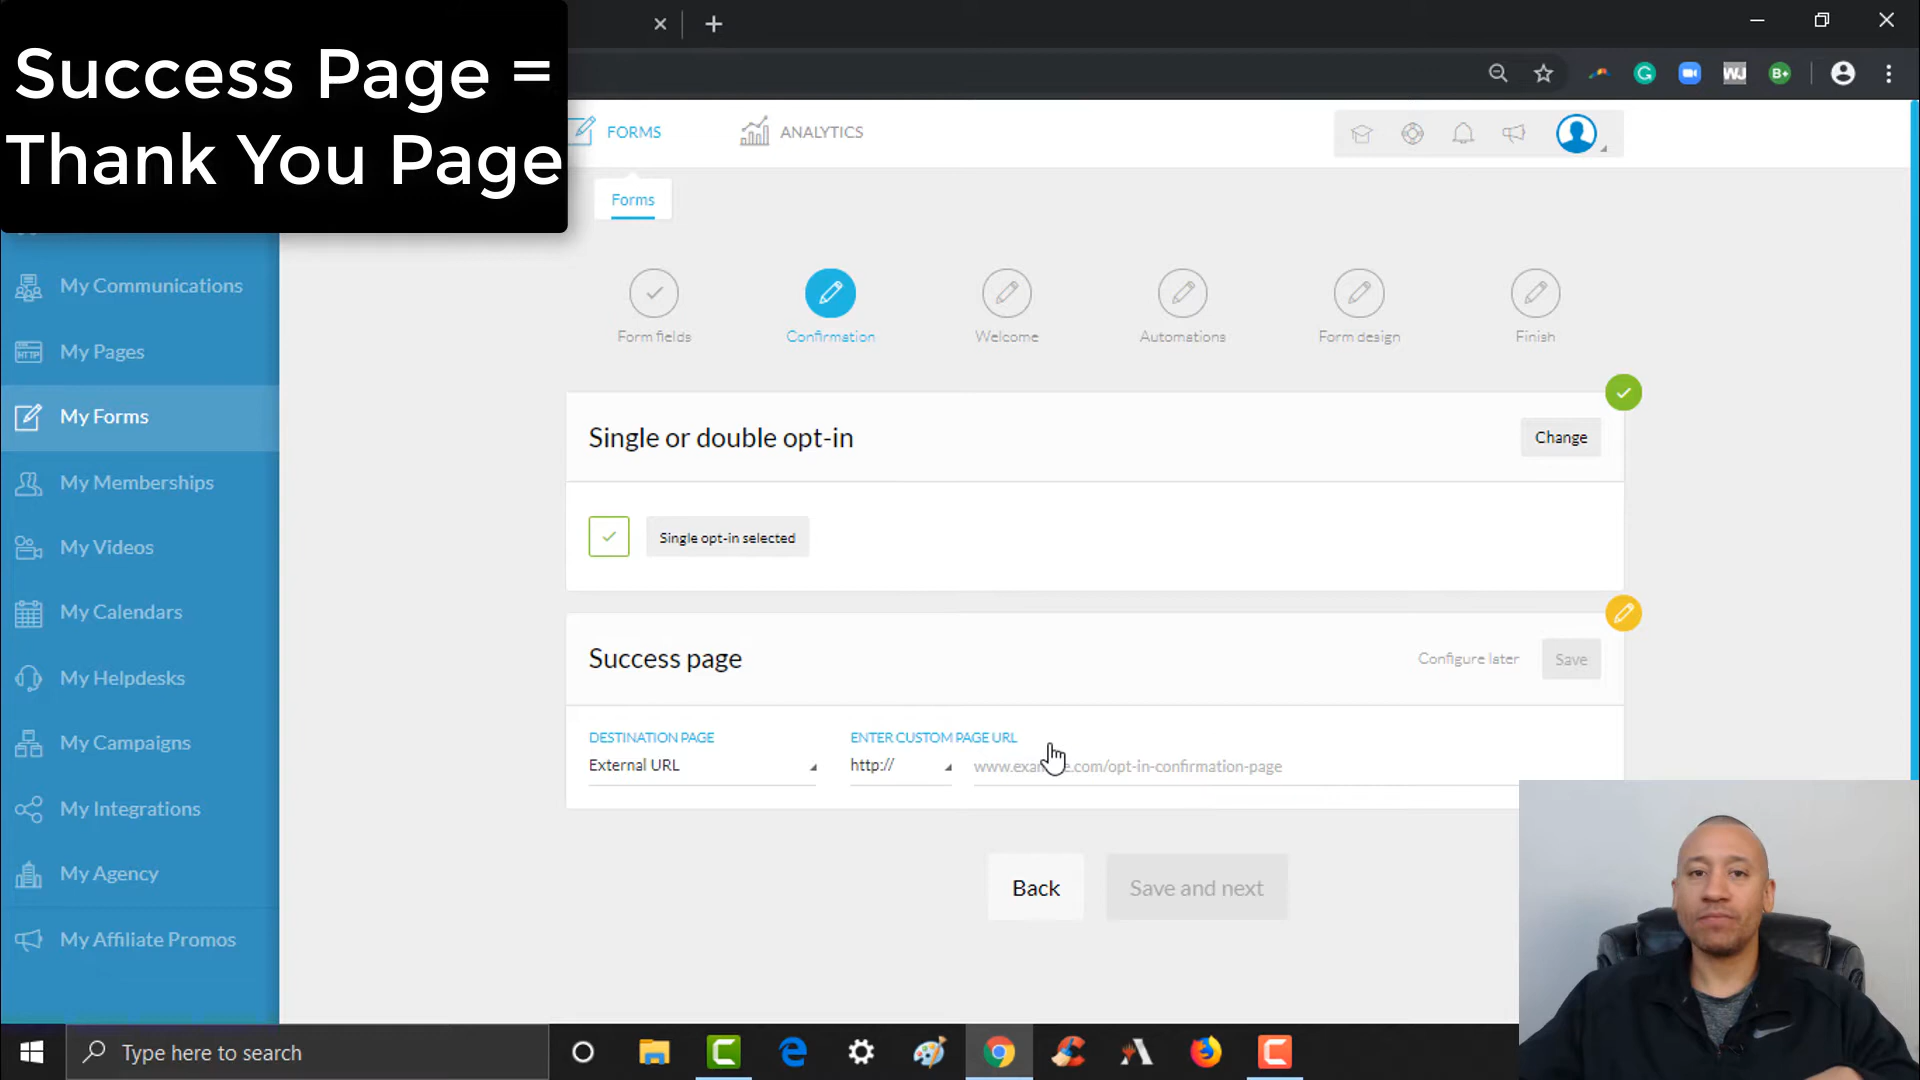 Success Page =
Thank You Page
FORMS
ANALYTICS
Forms
Form fields
Confirmation
Welcome
Automations
Form design
Finish
My Communications
My Pages
My Forms
My Memberships
My Videos
My Calendars
My Helpdesks
My Campaigns
My Integrations
My Agency
My Affiliate Promos
Single or double opt-in
Change
Single opt-in selected
Success page
Configure later
Save
DESTINATION PAGE
ENTER CUSTOM PAGE URL
External URL
http://
www.example.com/opt-in-confirmation-page
Back
Save and next
Type here to search